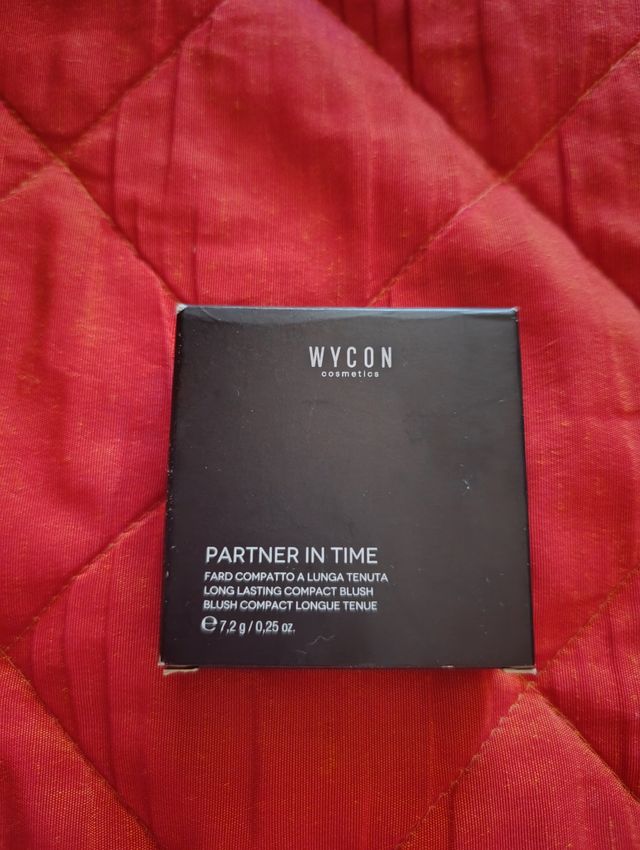 WYCON
cosmetics
PARTNER IN TIME
FARD COMPATTO A LUNGA TENUTA
LONG LASTING COMPACT BLUSH
BLUSH COMPACT LONGUE TENUE
℮ 7,2 g / 0,25 oz.